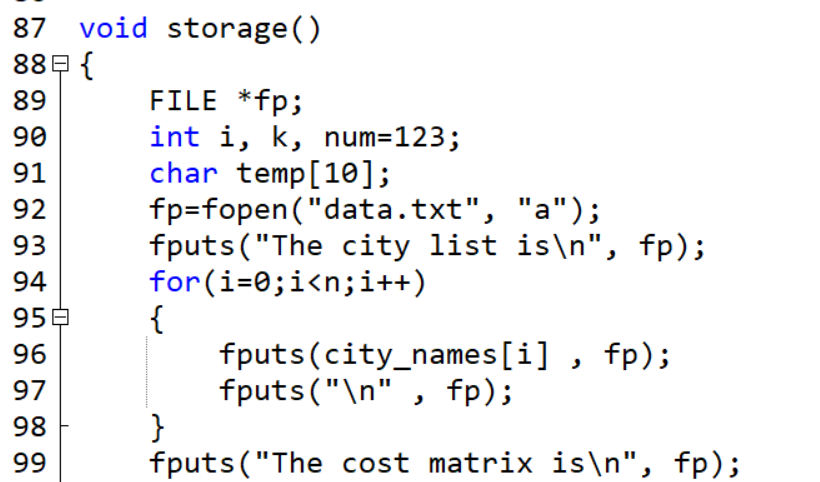 87 void storage()
88 {
89 FILE *fp;
90 int i, k, num=123;
91 char temp[10];
92 fp=fopen("data.txt", "a");
93 fputs("The city list is\n", fp);
94 for(i=0;i<n;i++)
95 {
96 fputs(city_names[i] , fp);
97 fputs("\n" , fp);
98 }
99 fputs("The cost matrix is\n", fp);